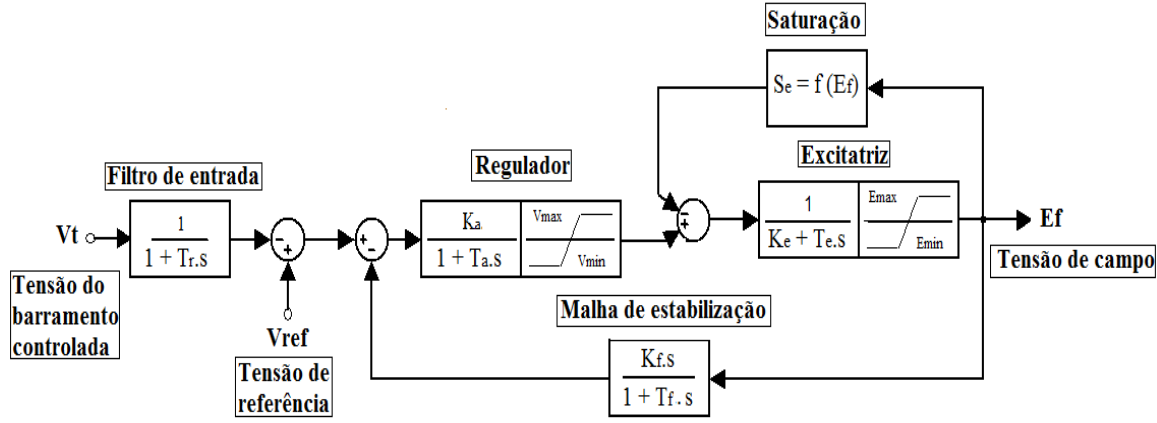 Saturação
Se = f (Ef)
Filtro de entrada
Regulador
Excitatriz
Vt
1
1 + Tr.s
-
+
+
-
Ka
1 + Ta.s
Vmax
Vmin
-
+
1
Ke + Te.s
Emax
Emin
Ef
Tensão de campo
Tensão do
barramento
controlada
Vref
Tensão de
referência
Malha de estabilização
Kf.s
1 + Tf.s